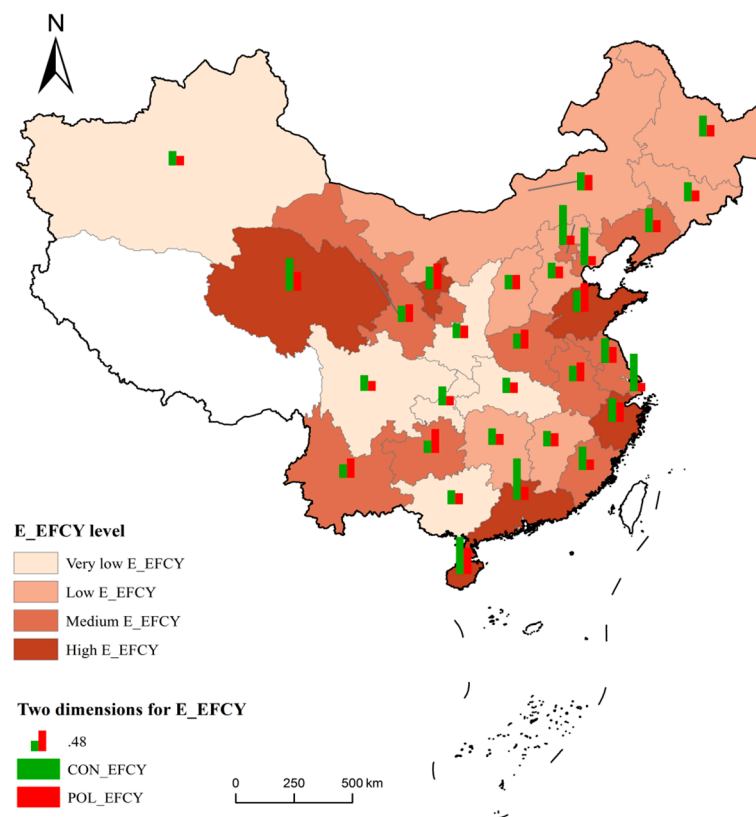 N
E_EFCY level
Very low E_EFCY
Low E_EFCY
Medium E_EFCY
High E_EFCY
Two dimensions for E_EFCY
.48
CON_EFCY
POL_EFCY
0 250 500 km